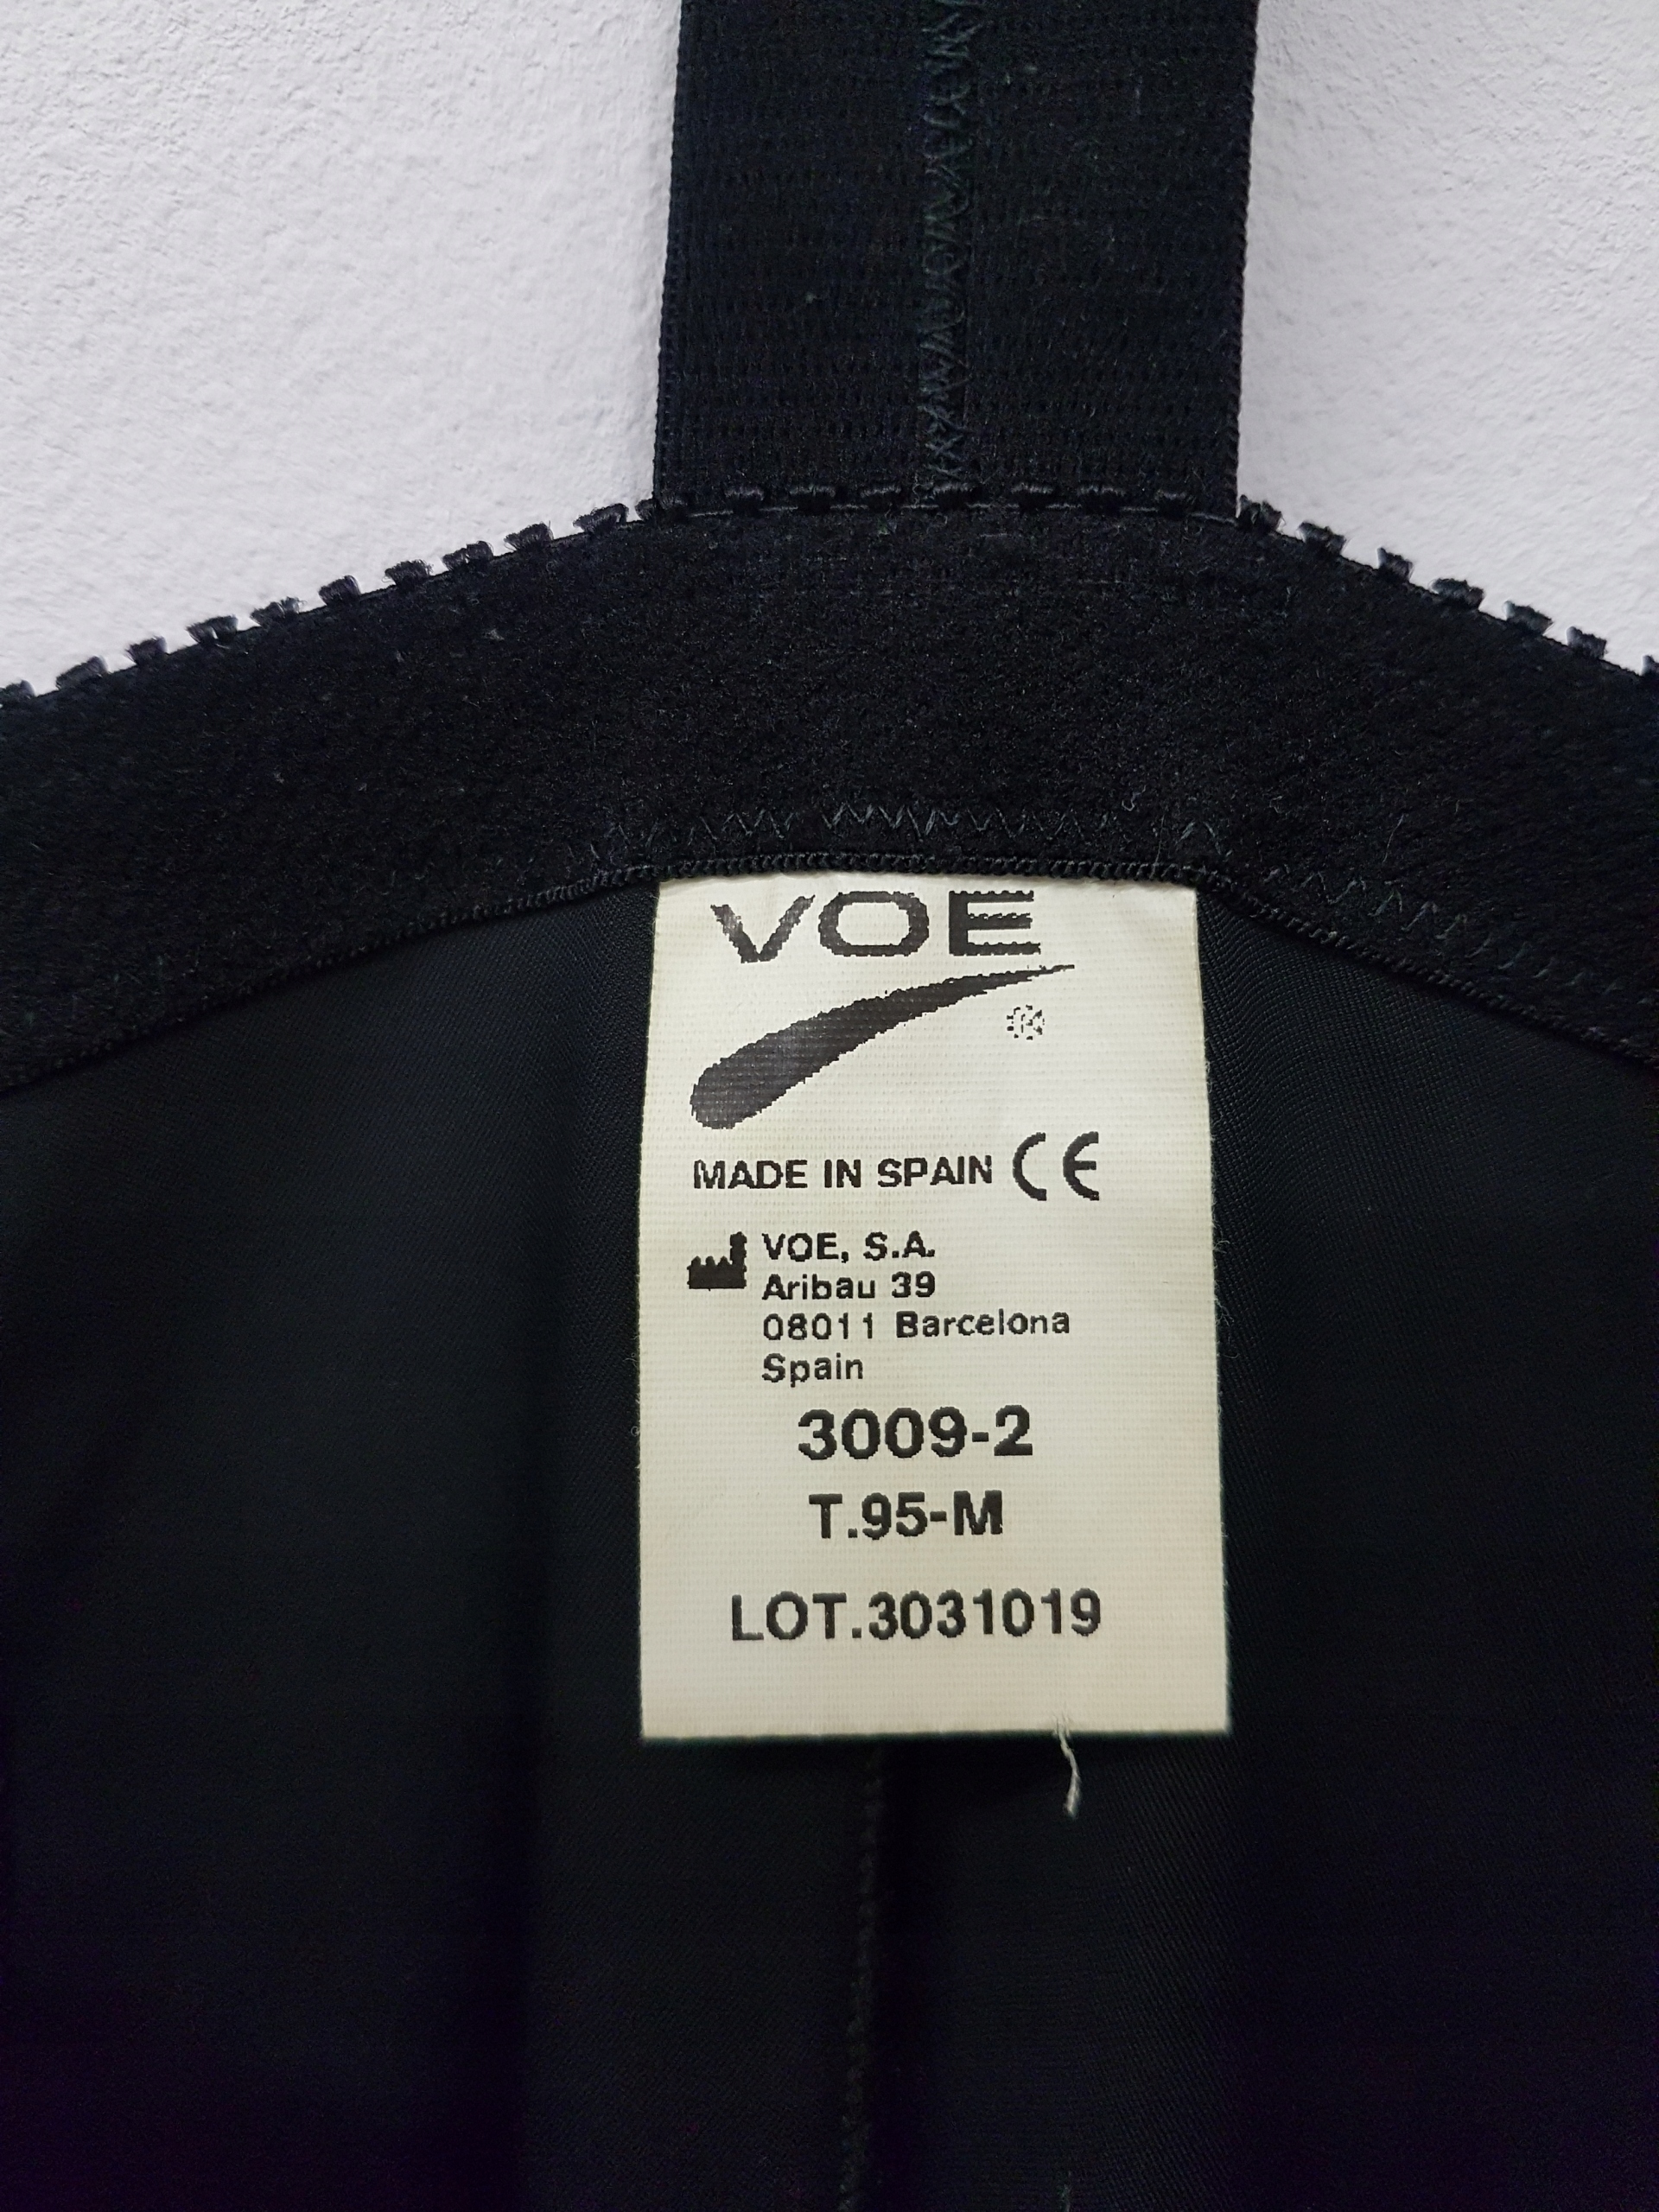 VOE
®
MADE IN SPAIN CE
VOE, S.A.
Aribau 39
08011 Barcelona
Spain
3009-2
T.95-M
LOT.3031019